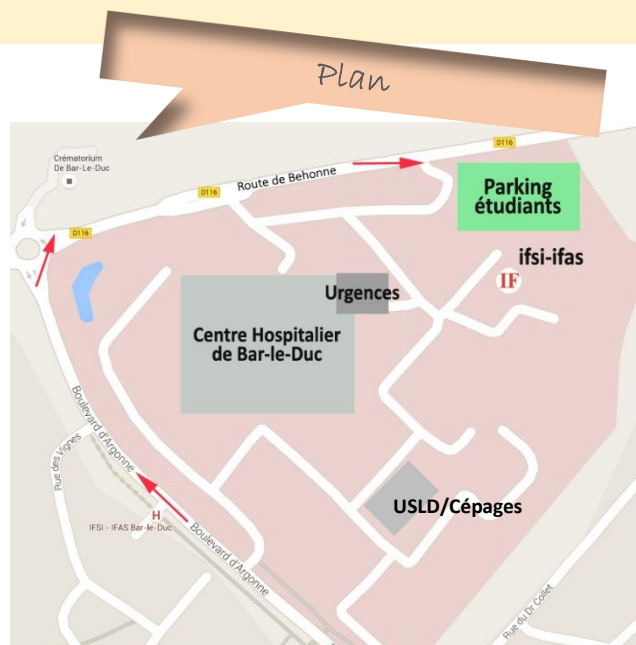 Plan
Crématorium
De Bar-Le-Duc
D116
D116
Route de Behonne
D116
Parking
étudiants
ifsi-ifas
IF
Urgences
Centre Hospitalier
de Bar-le-Duc
Boulevard d'Argonne
Rue des Vignes
H
IFSI - IFAS Bar-le-Duc
Boulevard d'Argonne
USLD/Cépages
Rue du Dr Collet